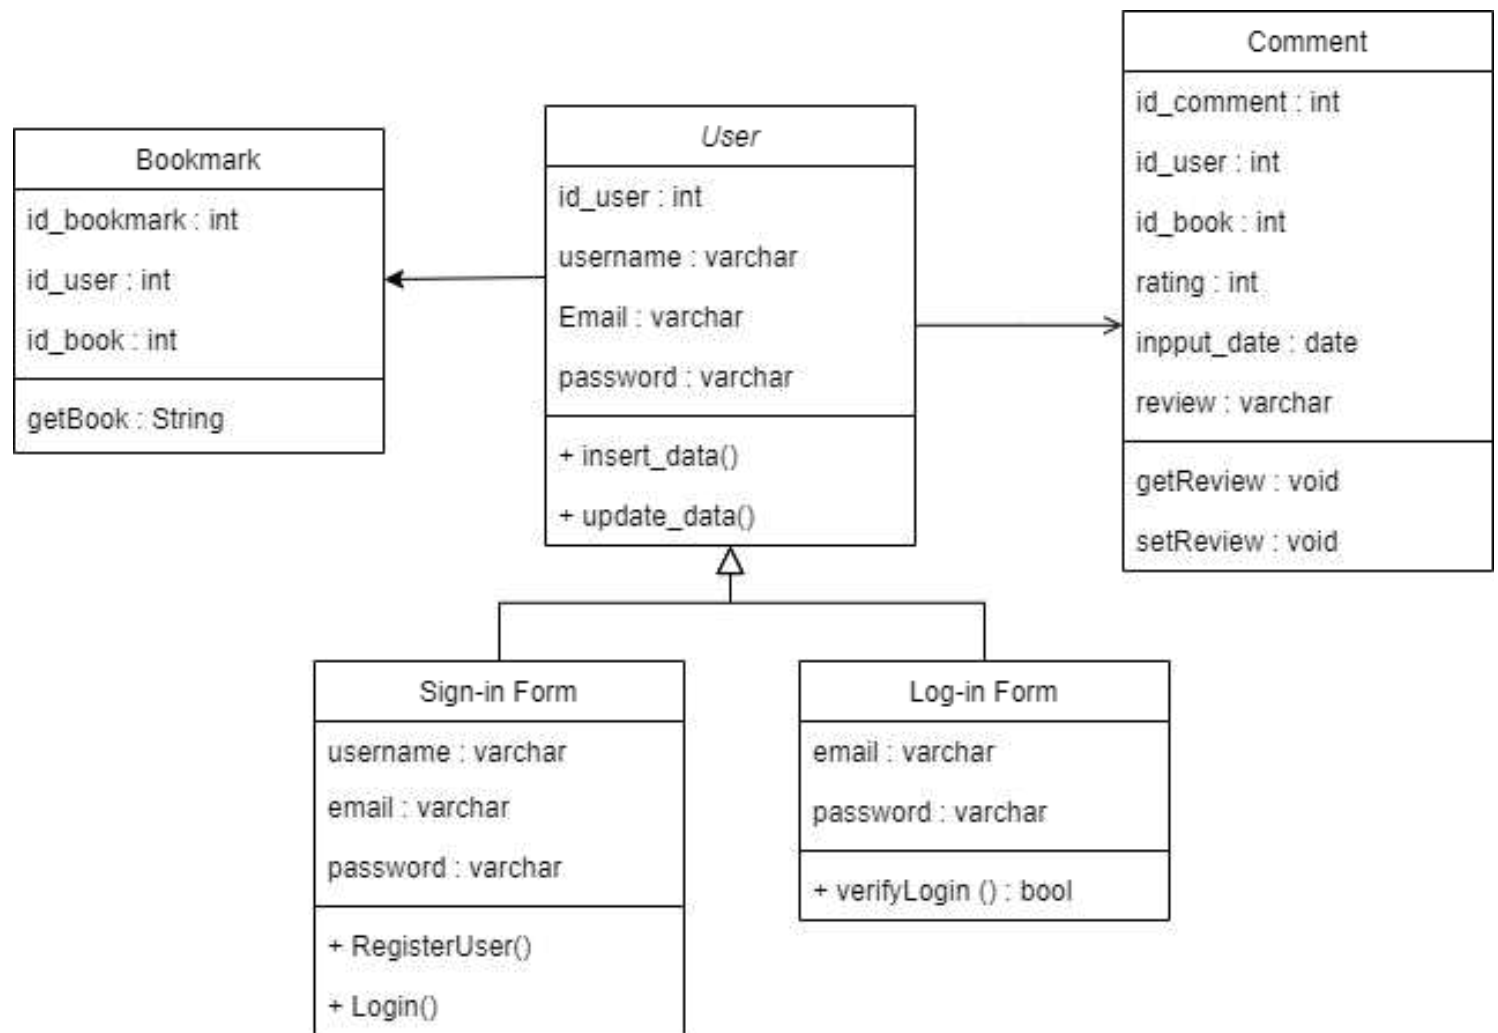 Bookmark
id_bookmark : int
id_user : int
id_book : int
getBook : String
User
id_user : int
username : varchar
Email : varchar
password : varchar
+ insert_data()
+ update_data()
Comment
id_comment : int
id_user : int
id_book : int
rating : int
inpput_date : date
review : varchar
getReview : void
setReview : void
Sign-in Form
username : varchar
email : varchar
password : varchar
+ RegisterUser()
+ Login()
Log-in Form
email : varchar
password : varchar
+ verifyLogin () : bool